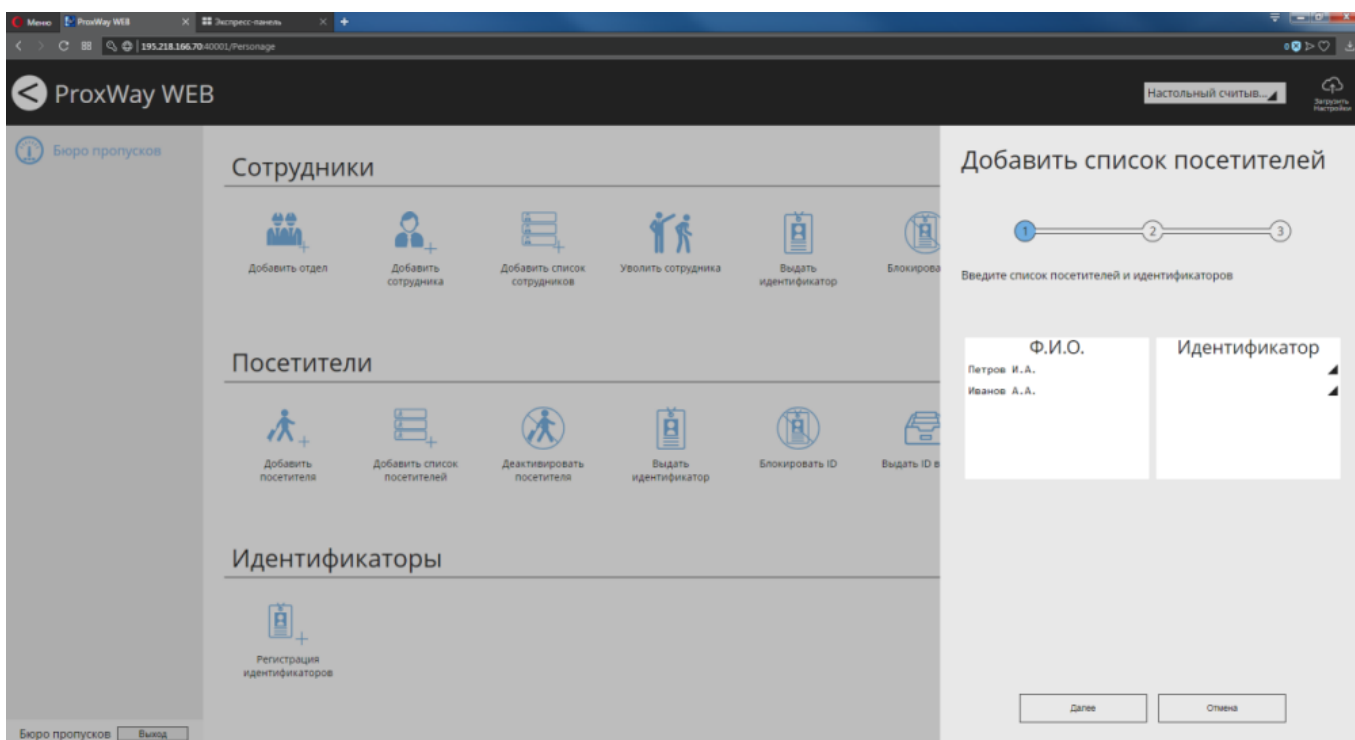 Меню ProxWay WEB Экспресс-панель
195.218.166.70:40001/Personage
ProxWay WEB
Настольный считыв...
Загрузить
Настройки
Бюро пропусков
Сотрудники
Добавить отдел
Добавить
сотрудника
Добавить список
сотрудников
Уволить сотрудника
Выдать
идентификатор
Блокирова
Посетители
Добавить
посетителя
Добавить список
посетителей
Деактивировать
посетителя
Выдать
идентификатор
Блокировать ID
Выдать ID в
Идентификаторы
Регистрация
идентификаторов
Бюро пропусков Выход
Добавить список посетителей
1 2 3
Введите список посетителей и идентификаторов
Ф.И.О. Идентификатор
Петров И.А.
Иванов А.А.
Далее Отмена